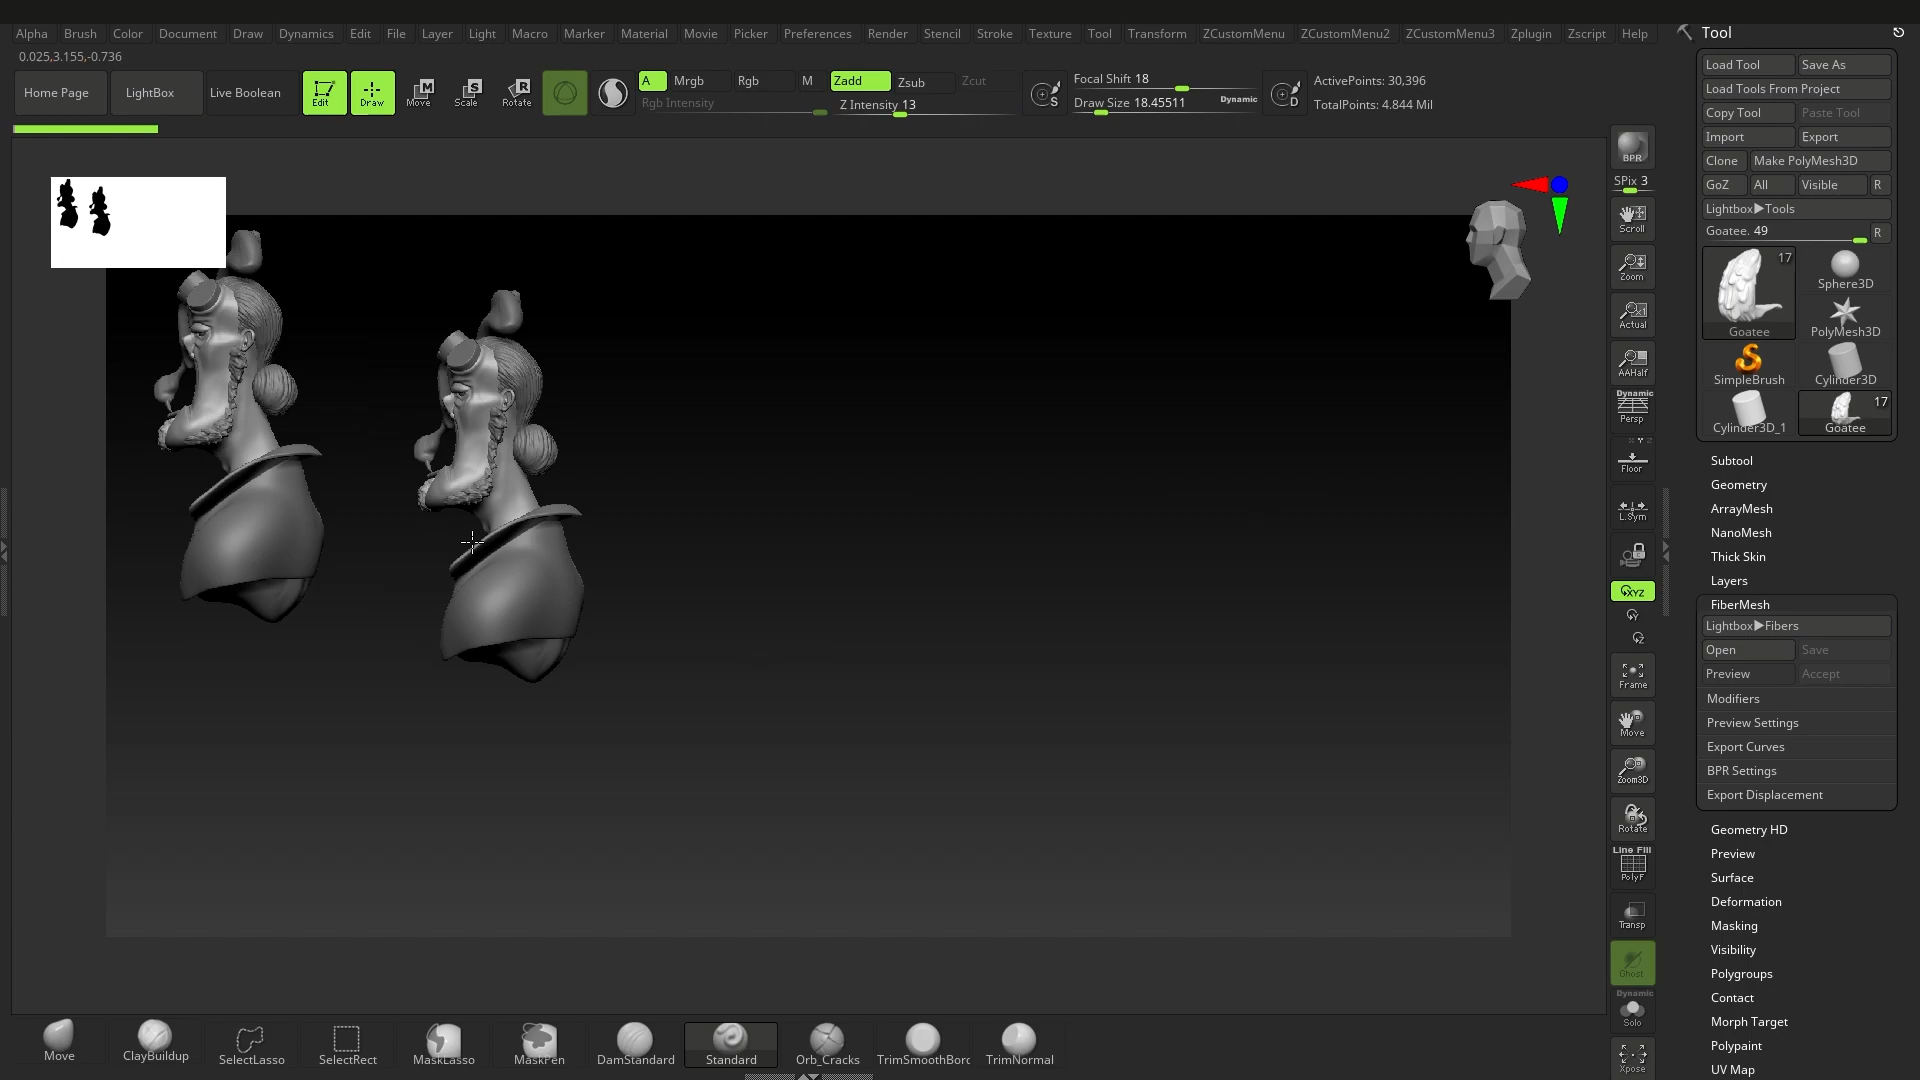 Alpha Brush Color Document Draw Dynamics Edit File Layer Light Macro Marker Material Movie Picker Preferences Render Stencil Stroke Texture Tool Transform ZCustomMenu ZCustomMenu2 ZCustomMenu3 Zplugin Zscript Help
0.025,3.155,-0.736
Home Page LightBox Live Boolean Edit Draw Move Scale Rotate
M S R
A Mrgb Rgb M Zadd Zsub Zcut
Rgb Intensity Z Intensity 13
S
Focal Shift 18
Draw Size 18.45511 Dynamic
D
ActivePoints: 30,396
TotalPoints: 4.844 Mil
BPR
SPix 3
Scroll
Zoom
Actual
AAHalf
Dynamic
Persp
Floor
L.Sym
XYZ
Y
Z
Frame
Move
Zoom3D
Rotate
Line Fill
PolyF
Transp
Ghost
Dynamic
Solo
Xpose
Tool
Load Tool Save As
Load Tools From Project
Copy Tool Paste Tool
Import Export
Clone Make PolyMesh3D
GoZ All Visible R
Lightbox▶Tools
Goatee. 49 R
17
Goatee Sphere3D
PolyMesh3D
SimpleBrush Cylinder3D
17
Cylinder3D_1 Goatee
Subtool
Geometry
ArrayMesh
NanoMesh
Thick Skin
Layers
FiberMesh
Lightbox▶Fibers
Open Save
Preview Accept
Modifiers
Preview Settings
Export Curves
BPR Settings
Export Displacement
Geometry HD
Preview
Surface
Deformation
Masking
Visibility
Polygroups
Contact
Morph Target
Polypaint
UV Map
Move ClayBuildup SelectLasso SelectRect MaskLasso MaskPen DamStandard Standard Orb_Cracks TrimSmoothBorc TrimNormal